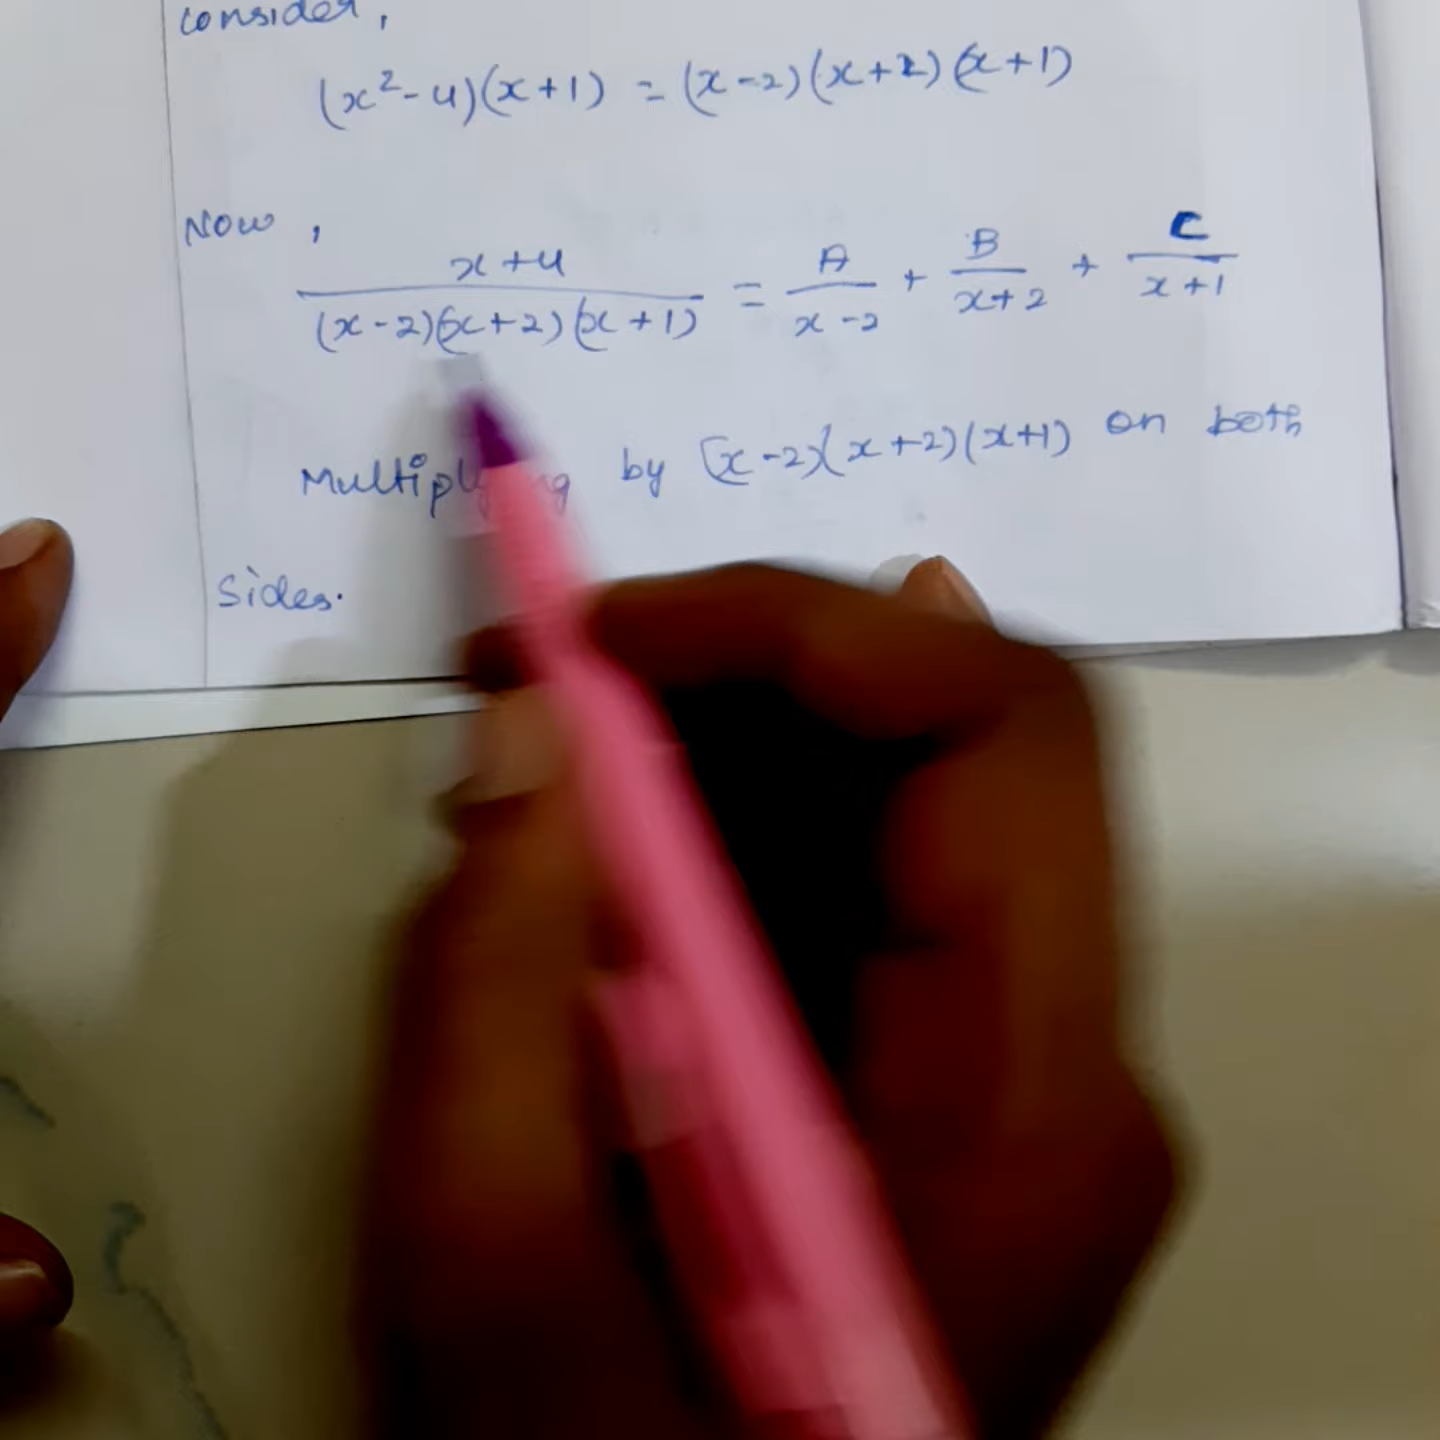 consider,
(x²-4)(x+1) = (x-2)(x+2)(x+1)
Now,
x+4 / (x-2)(x+2)(x+1) = A / x-2 + B / x+2 + C / x+1
Multiplying by (x-2)(x+2)(x+1) on both
Sides.